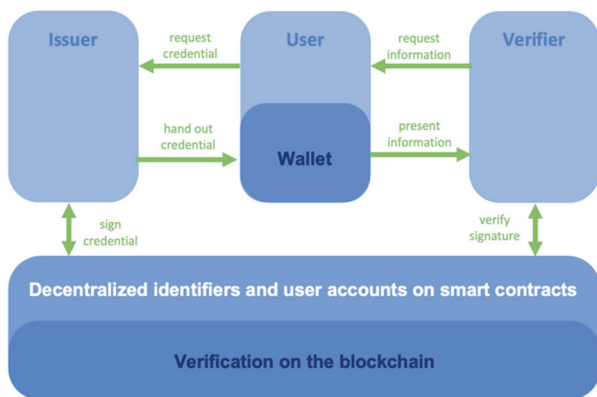 Issuer
request
credential
User
request
information
Verifier
hand out
credential
Wallet
present
information
sign
credential
verify
signature
Decentralized identifiers and user accounts on smart contracts
Verification on the blockchain